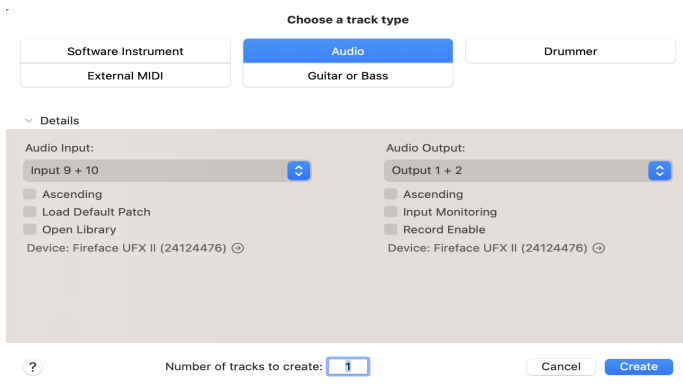 Choose a track type
Software Instrument
Audio
Drummer
External MIDI
Guitar or Bass
Details
Audio Input:
Input 9 + 10
Ascending
Load Default Patch
Open Library
Device: Fireface UFX II (24124476)
Audio Output:
Output 1 + 2
Ascending
Input Monitoring
Record Enable
Device: Fireface UFX II (24124476)
?
Number of tracks to create: 1
Cancel
Create